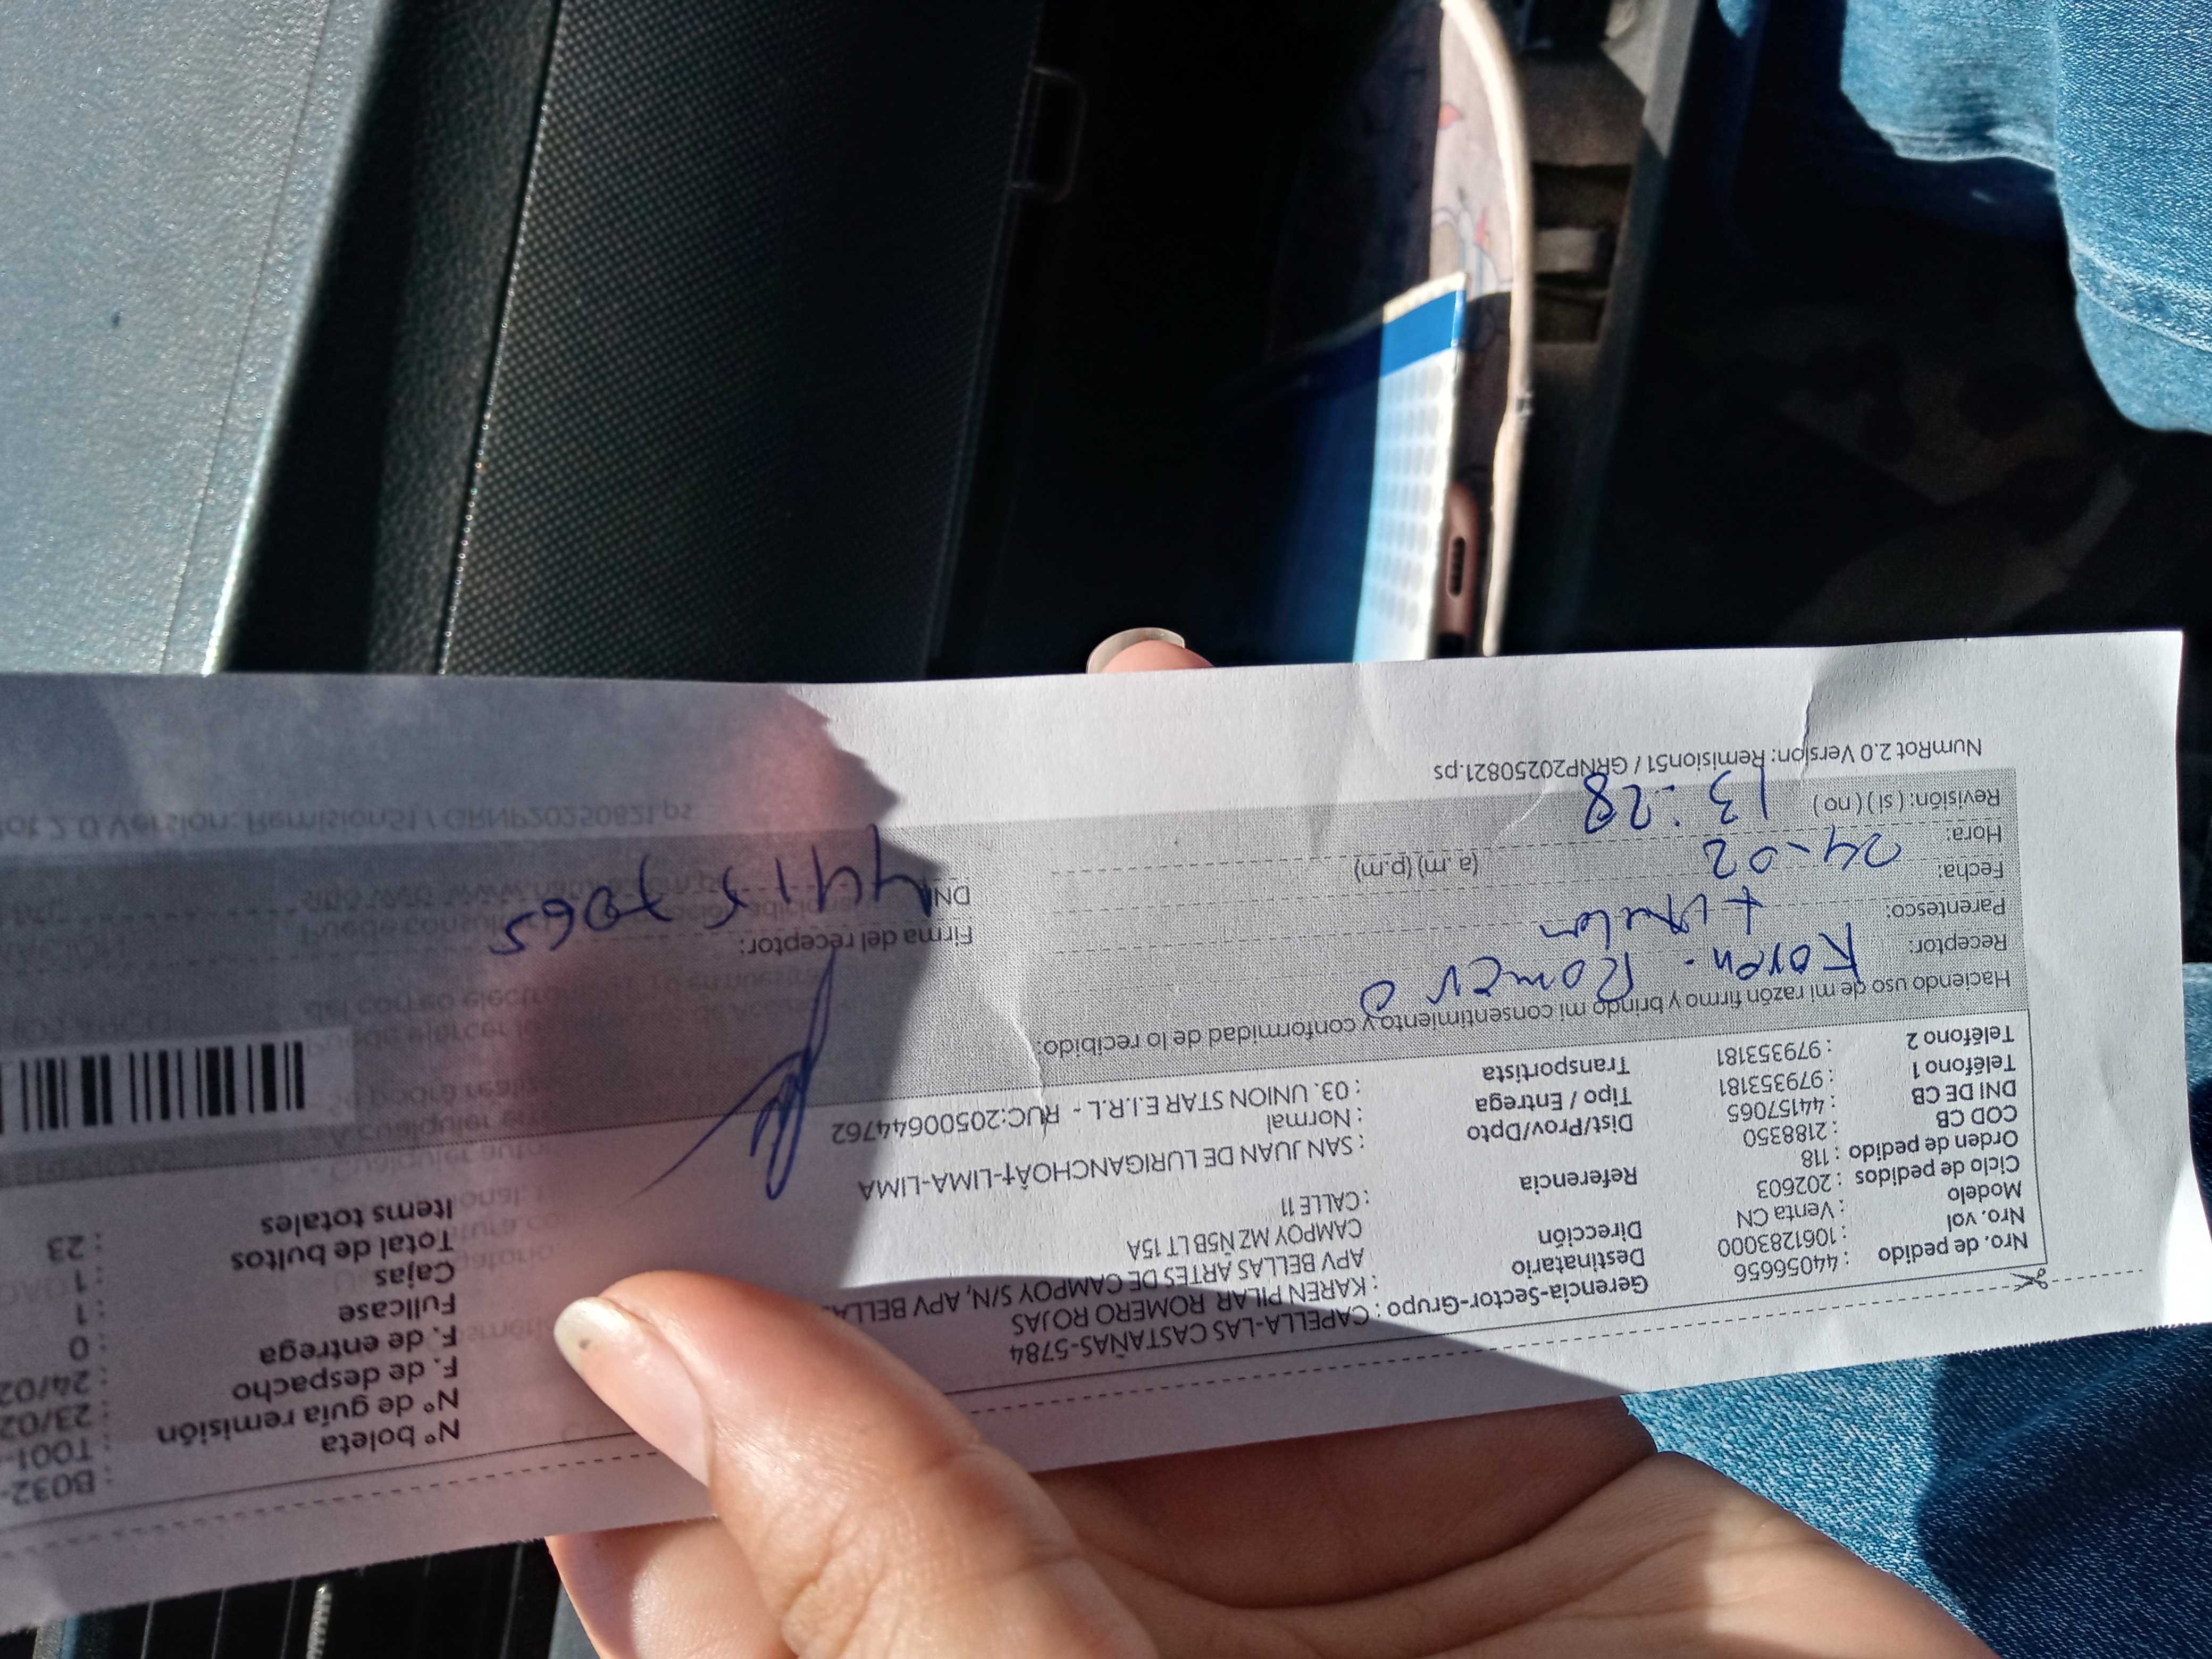 Nro. de pedido : 44056656
Nro. vol : 1061283000
Modelo : Venta CN
Ciclo de pedidos : 202603
Orden de pedido : 118
COD CB : 2188350
DNI DE CB : 44157065
Teléfono 1 : 979353181
Teléfono 2 : 979353181
Gerencia-Sector-Grupo : CAPELLA-LAS CASTAÑAS-5784
Destinatario : KAREN PILAR ROMERO ROJAS
Dirección APV BELLAS ARTES DE CAMPOY S/N, APV BELLAS
CAMPOY MZ Ñ5B LT 15A
Referencia : CALLE 11
Dist/Prov/Dpto : SAN JUAN DE LURIGANCHOÂ†-LIMA-LIMA
Tipo / Entrega : Normal
Transportista : 03. UNION STAR E.I.R.L - RUC:20500644762
Nº boleta : B032-
Nº de guía remisión : T001-
F. de despacho : 23/02
F. de entrega : 24/02
Fullcase : 0
Cajas : 1
Total de bultos : 1
Items totales : 23
Haciendo uso de mi razón firmo y brindo mi consentimiento y conformidad de lo recibido:
Receptor: Karen. Romero
Parentesco: titular
Fecha: 24-02
Hora: 13:28 (a.m) (p.m)
Revisión: ( si ) ( no )
Firma del receptor:
DNI 44157065
NumRot 2.0 Version: Remision51 / GRNP20250821.ps